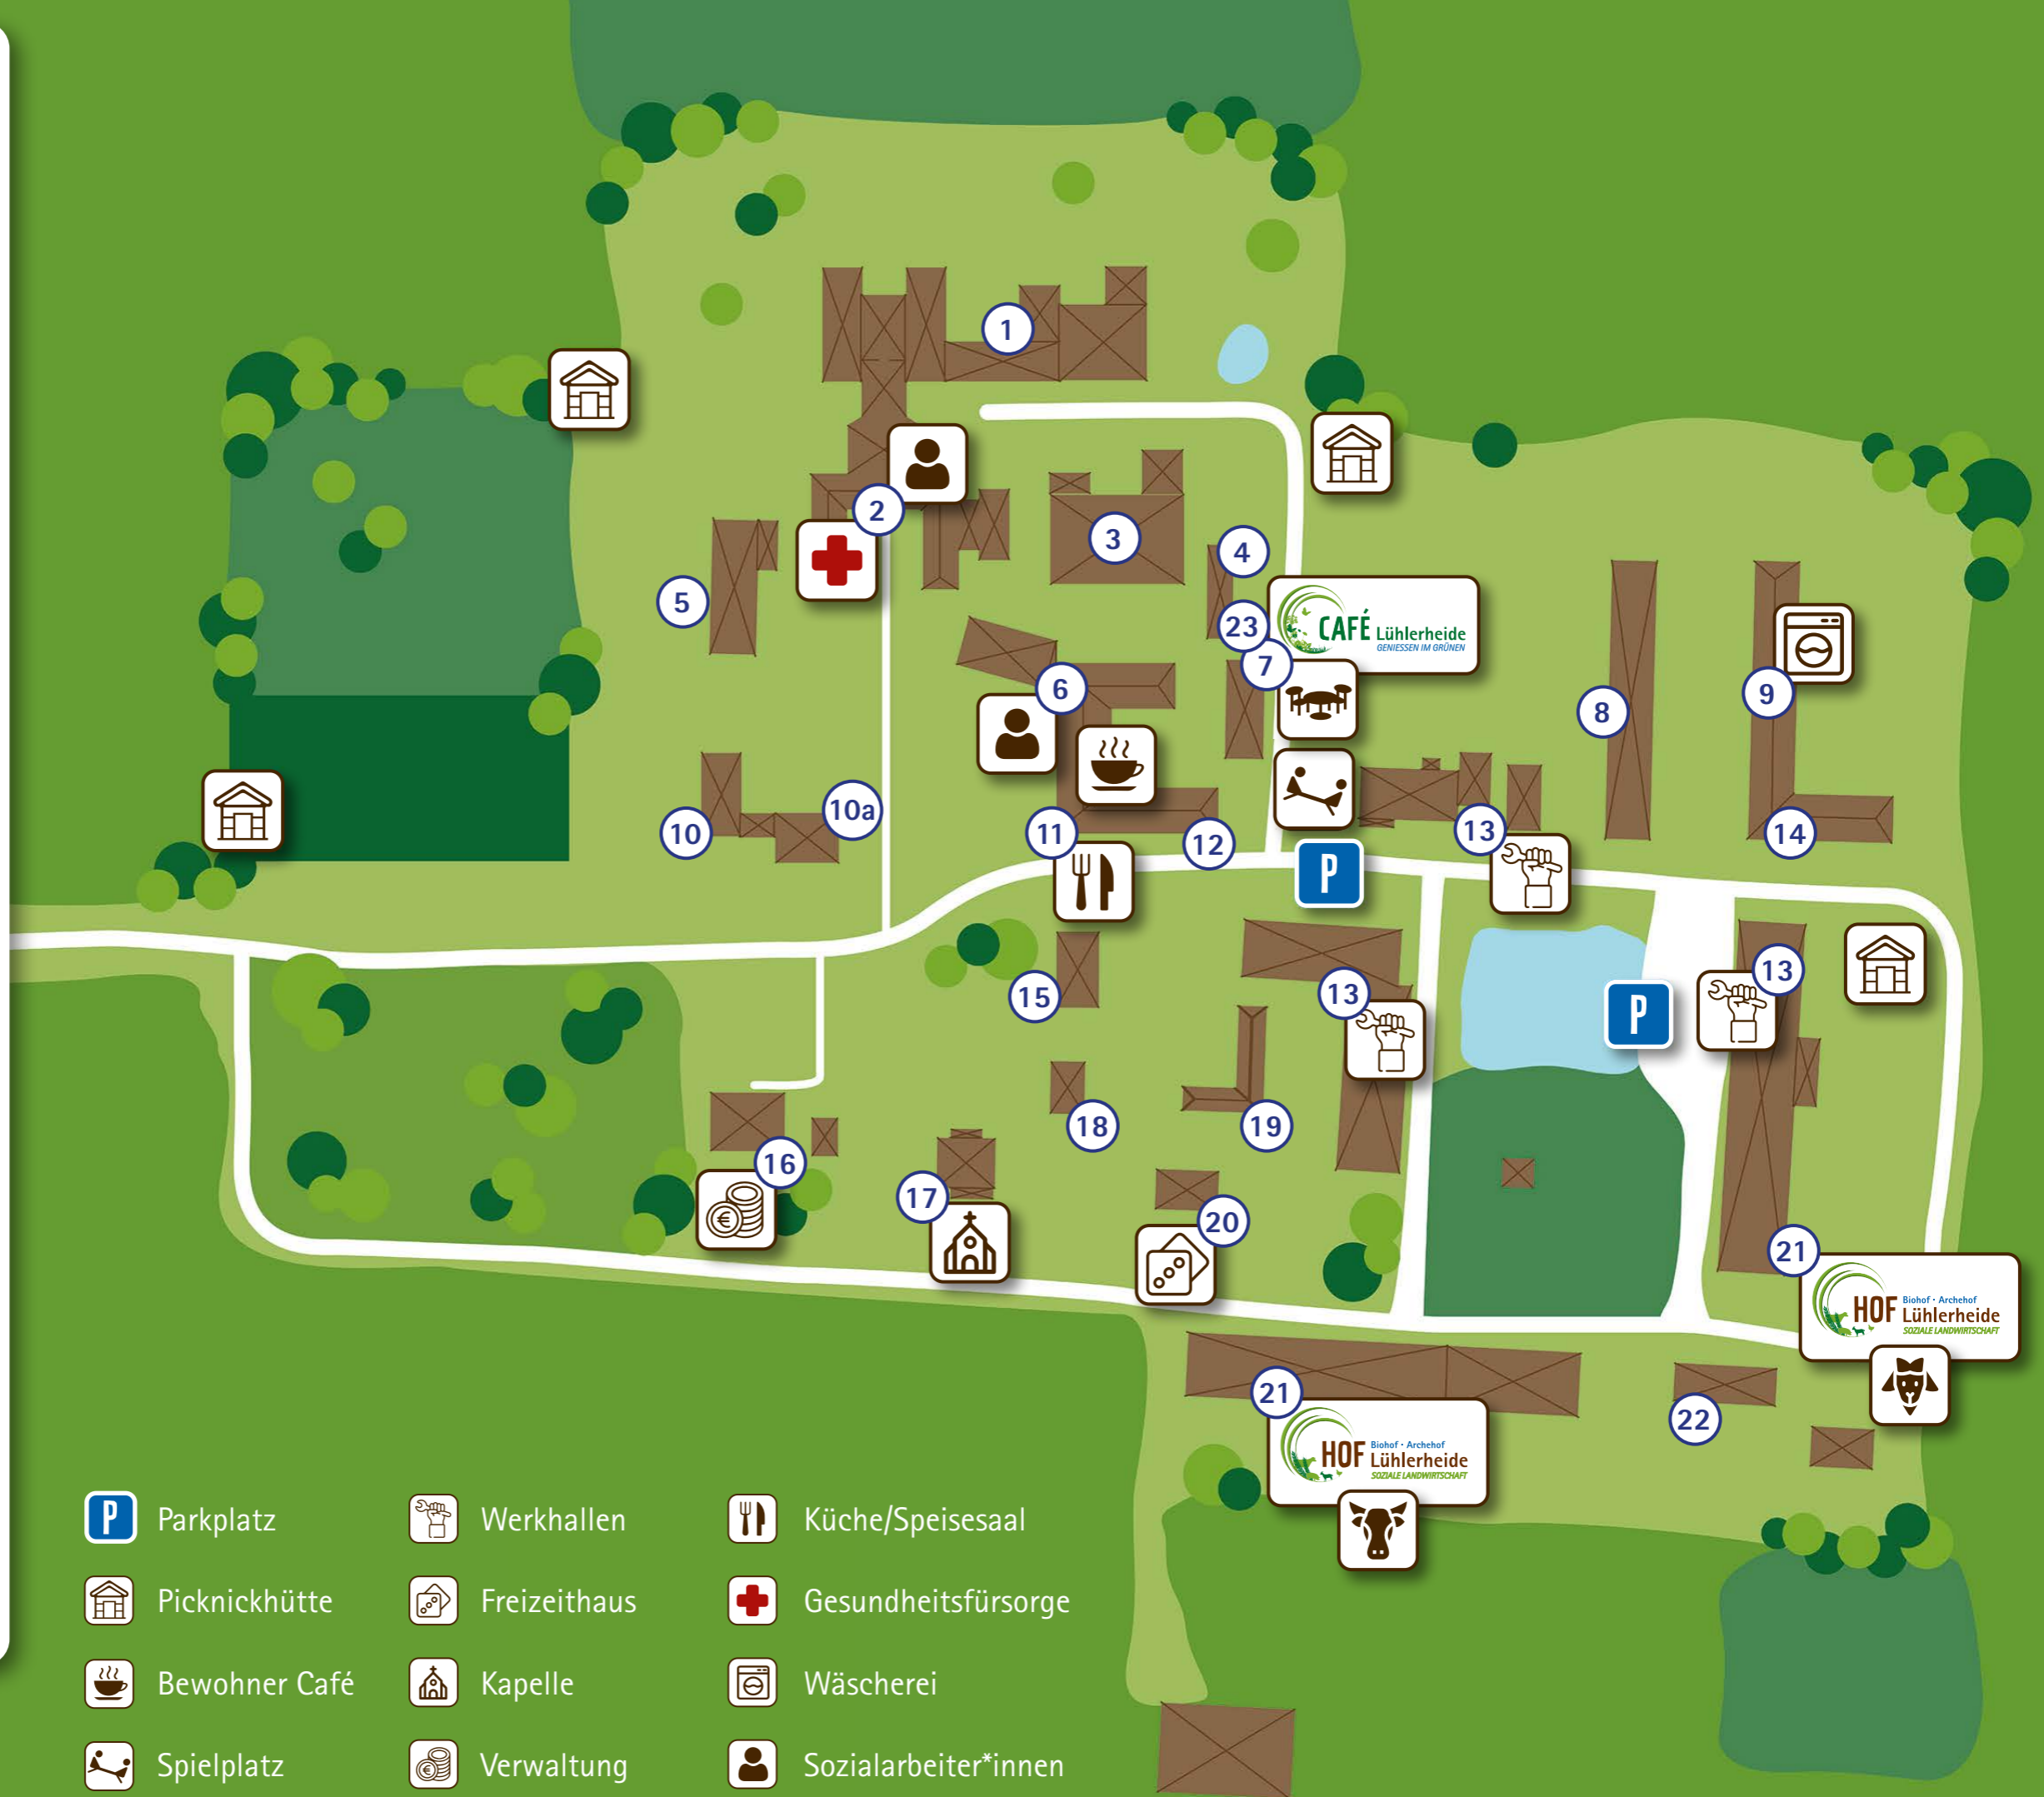 1
2
3
4
5
23
CAFÉ Lühlerheide
GENIESSEN IM GRÜNEN
7
6
8
9
10
10a
11
12
13
14
P
15
13
13
P
16
17
18
19
20
21
Biohof · Archehof
HOF Lühlerheide
SOZIALE LANDWIRTSCHAFT
21
Biohof · Archehof
HOF Lühlerheide
SOZIALE LANDWIRTSCHAFT
22
P Parkplatz
Picknickhütte
Bewohner Café
Spielplatz
Werkhallen
Freizeithaus
Kapelle
Verwaltung
Küche/Speisesaal
Gesundheitsfürsorge
Wäscherei
Sozialarbeiter*innen